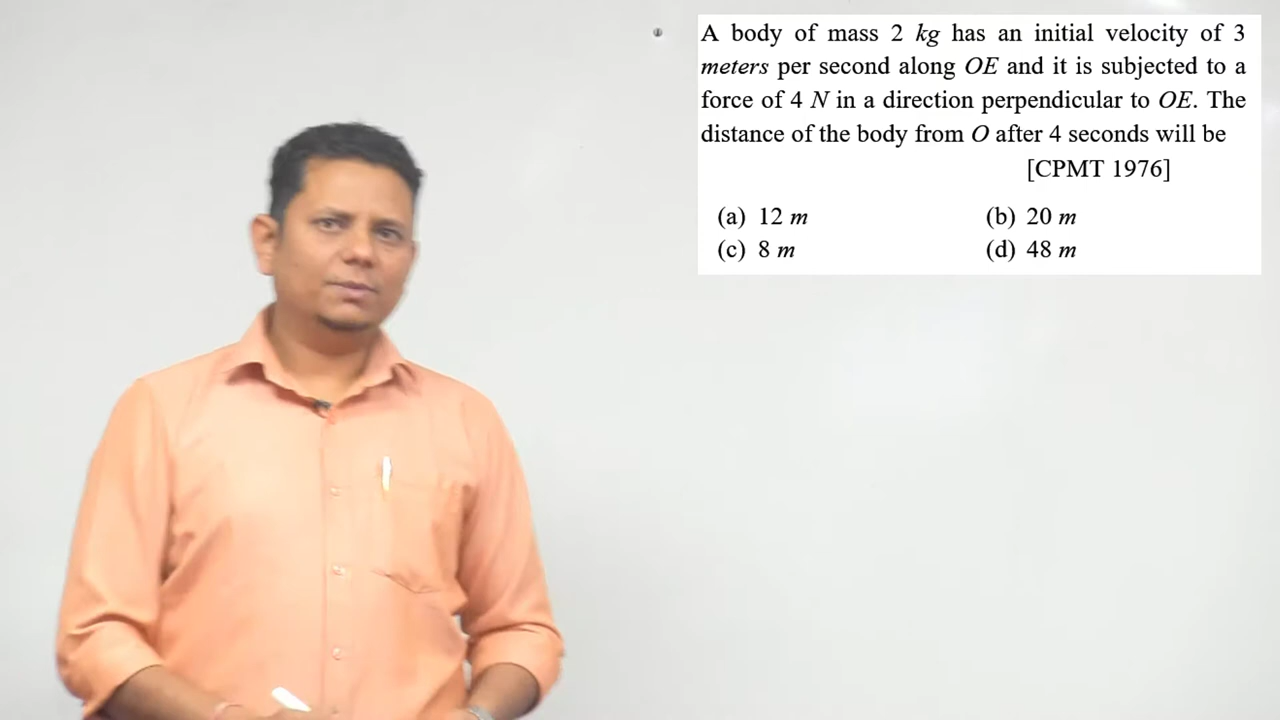 A body of mass 2 kg has an initial velocity of 3
meters per second along OE and it is subjected to a
force of 4 N in a direction perpendicular to OE. The
distance of the body from O after 4 seconds will be
[CPMT 1976]
(a) 12 m (b) 20 m
(c) 8 m (d) 48 m